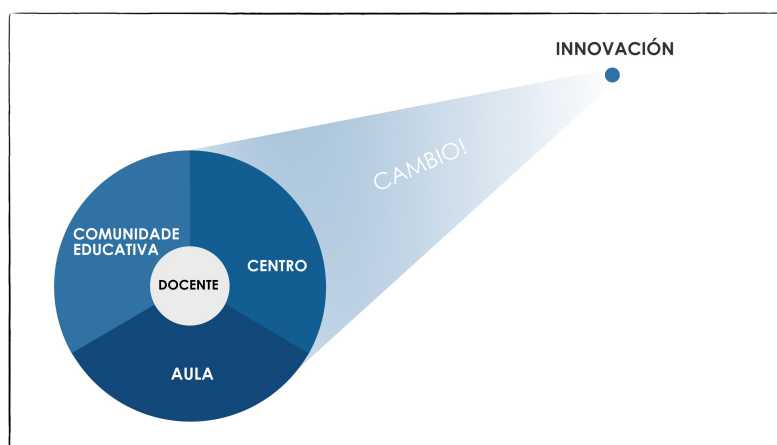 INNOVACIÓN
CAMBIO!
COMUNIDADE
EDUCATIVA
CENTRO
DOCENTE
AULA